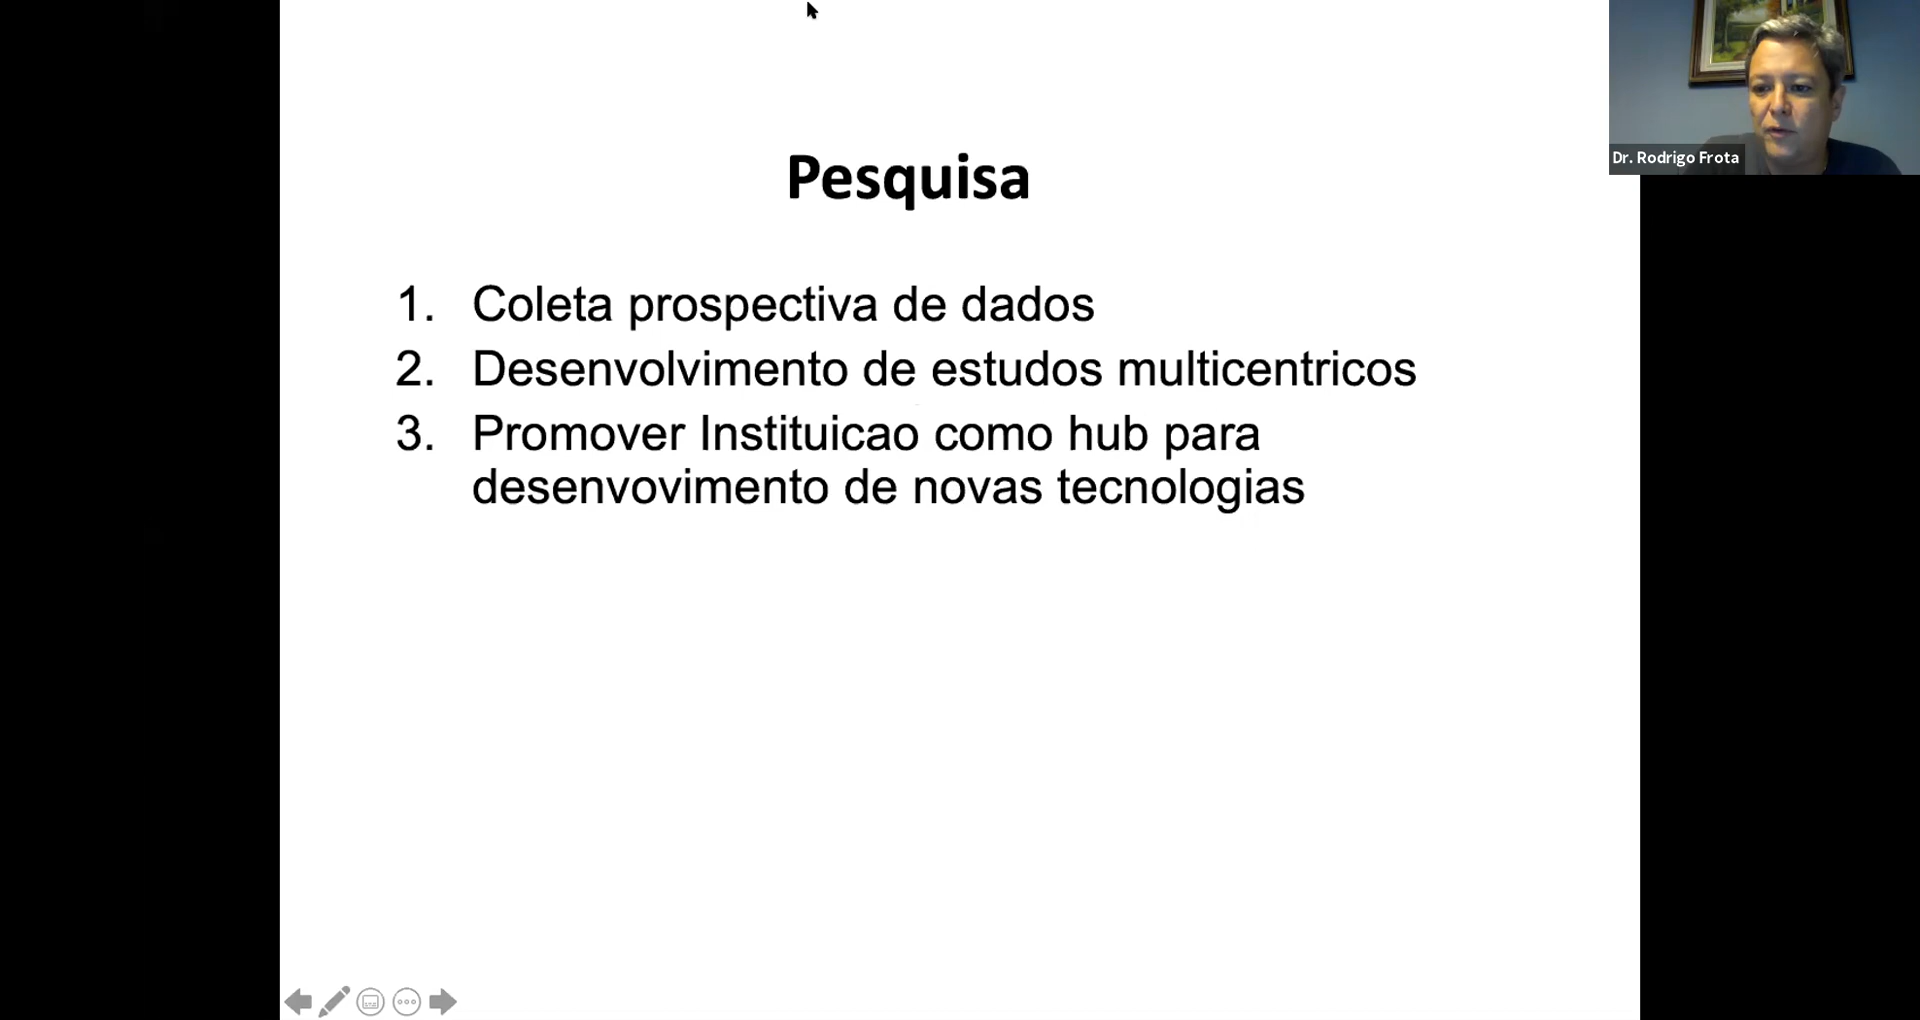 Dr. Rodrigo Frota
Pesquisa
1. Coleta prospectiva de dados
2. Desenvolvimento de estudos multicentricos
3. Promover Instituicao como hub para
desenvovimento de novas tecnologias